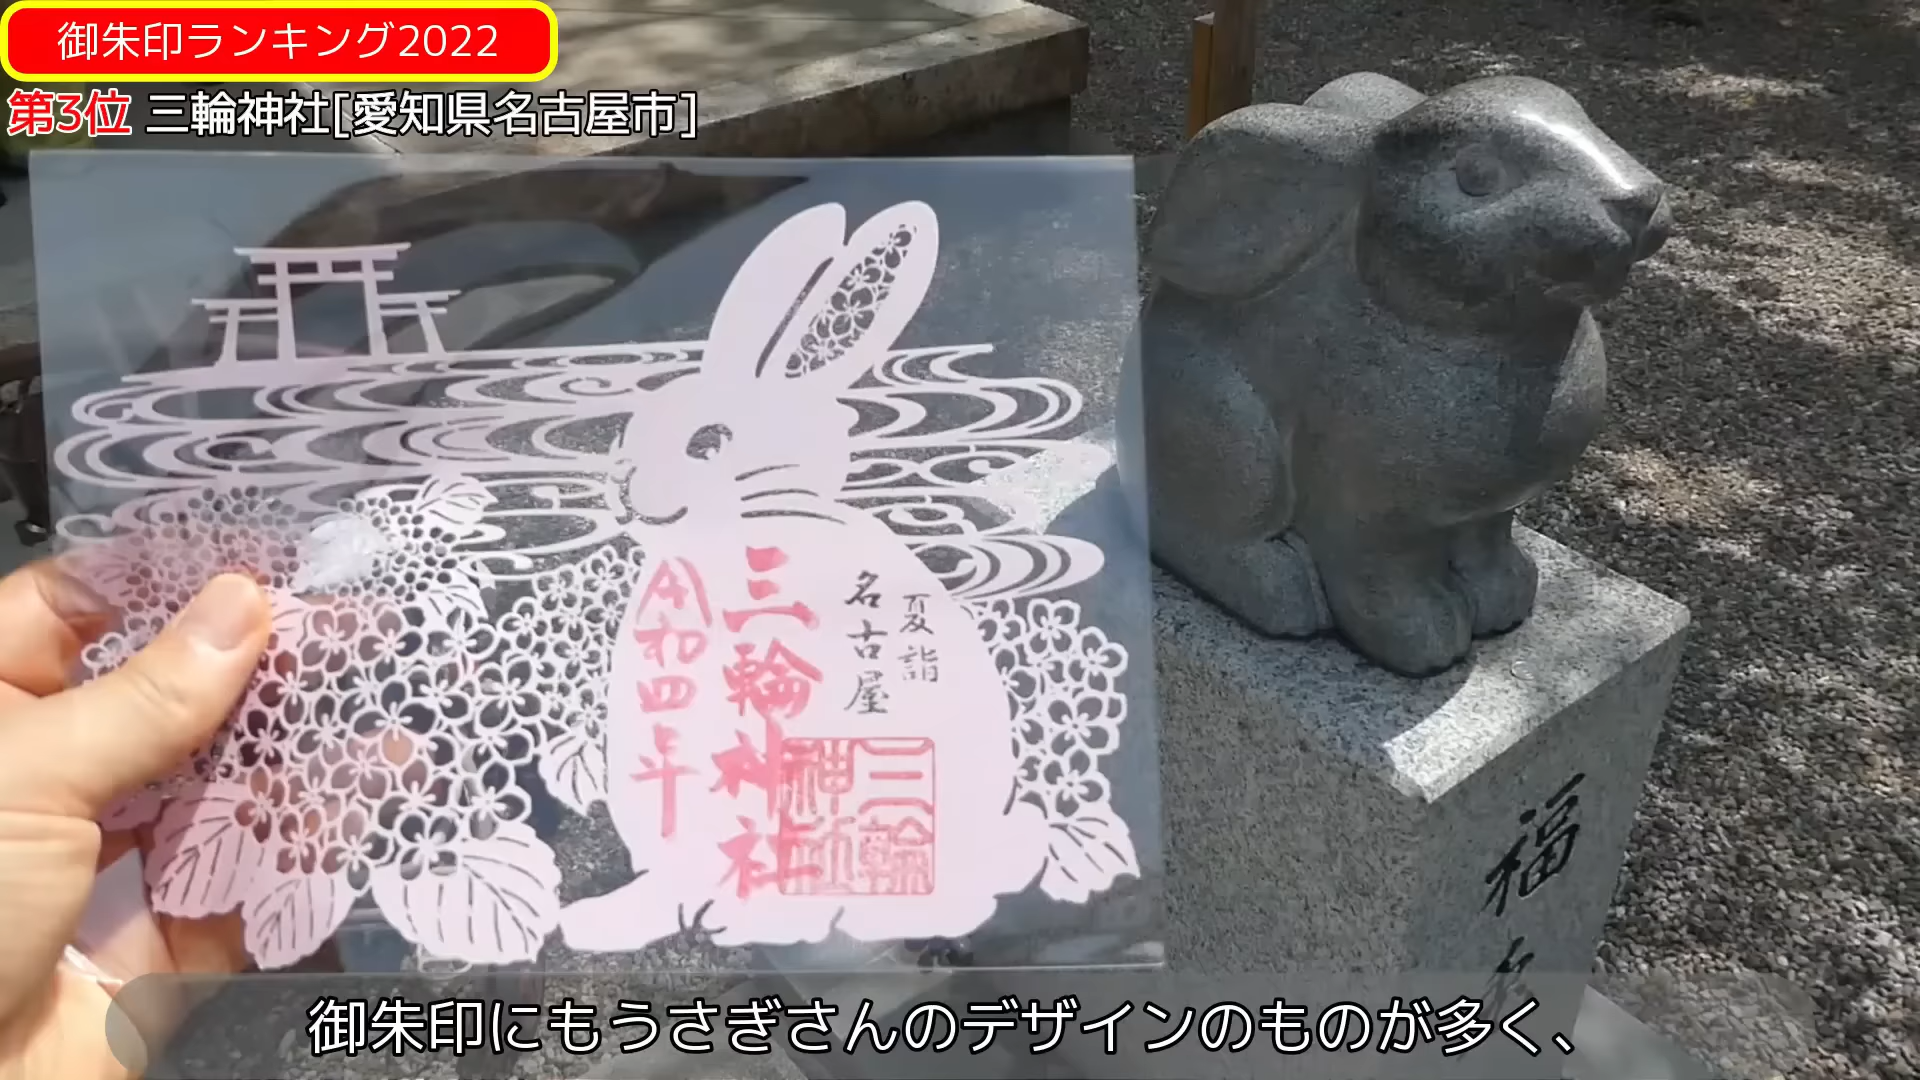 御朱印ランキング2022
第3位 三輪神社[愛知県名古屋市]
夏詣
名古屋
三輪神社
令和四年
三輪神社
福
御朱印にもうさぎさんのデザインのものが多く、